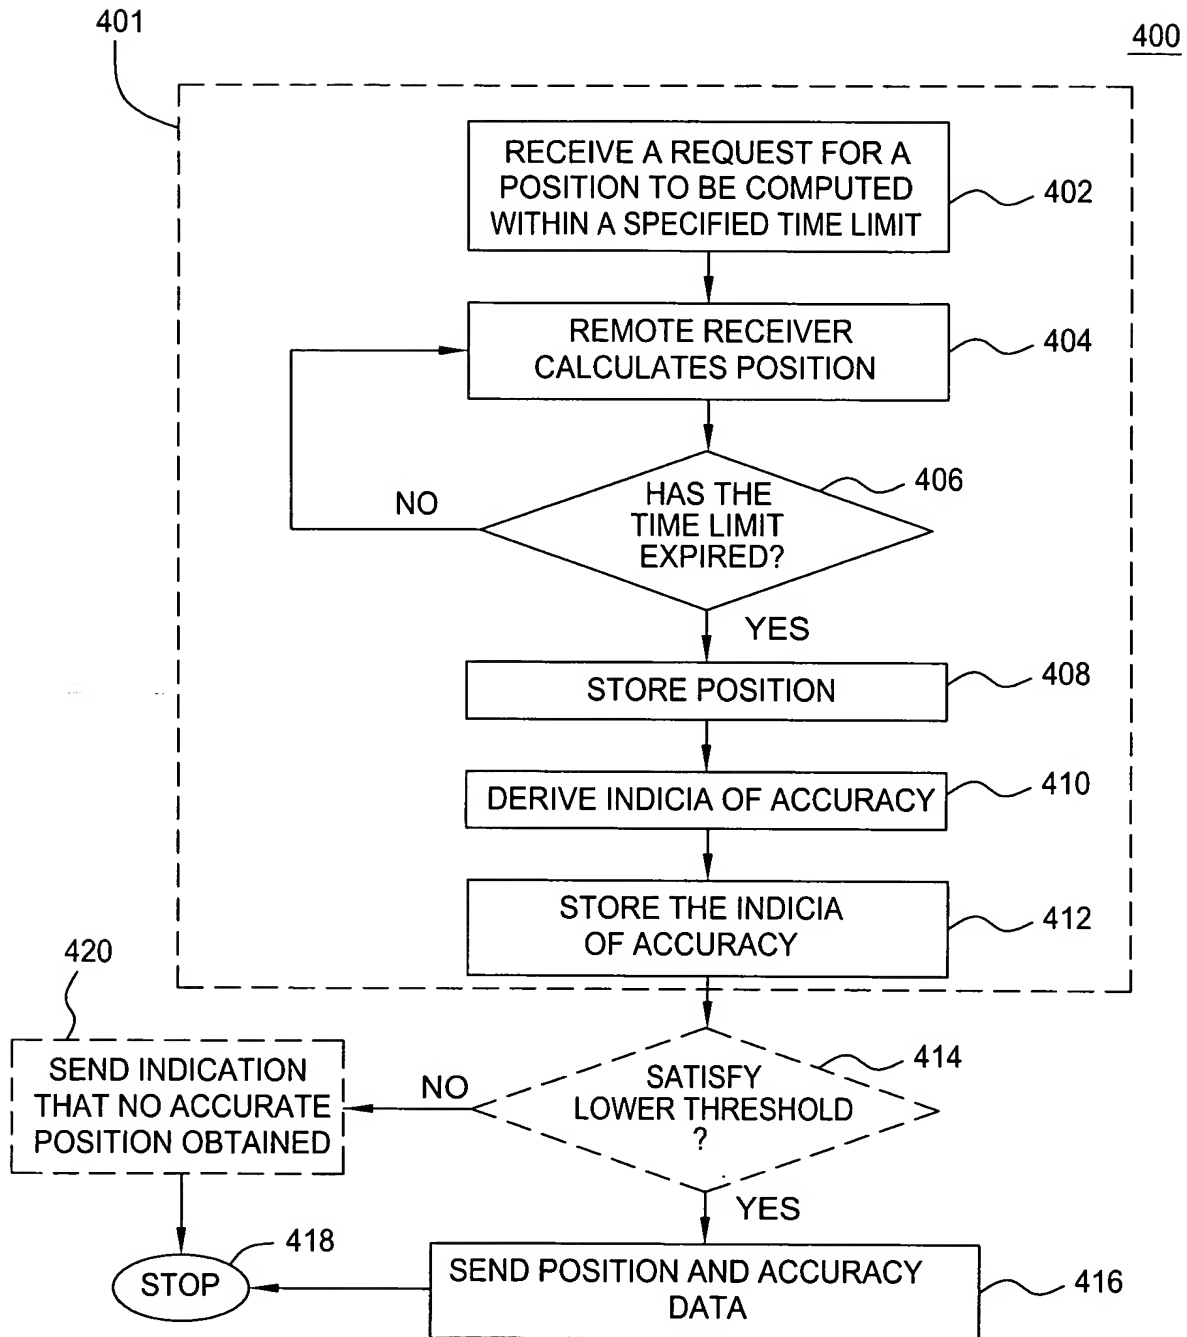 401
400
RECEIVE A REQUEST FOR A
POSITION TO BE COMPUTED
WITHIN A SPECIFIED TIME LIMIT
402
REMOTE RECEIVER
CALCULATES POSITION
404
HAS THE
TIME LIMIT
EXPIRED?
406
NO
YES
STORE POSITION
408
DERIVE INDICIA OF ACCURACY
410
STORE THE INDICIA
OF ACCURACY
412
420
SEND INDICATION
THAT NO ACCURATE
POSITION OBTAINED
NO
SATISFY
LOWER THRESHOLD
?
414
YES
418
STOP
SEND POSITION AND ACCURACY
DATA
416